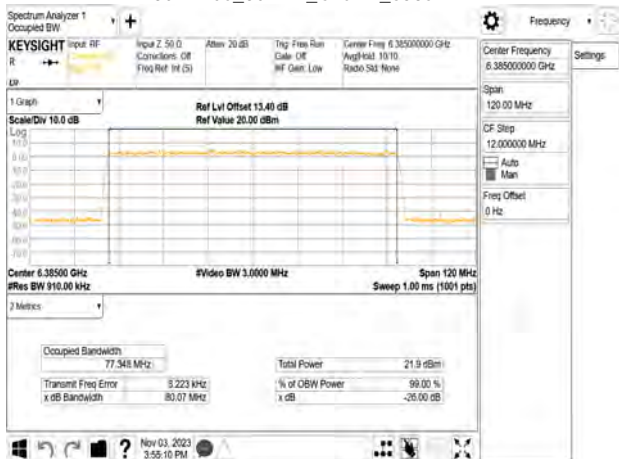 Spectrum Analyzer 1
Occupied BW
Frequency
KEYSIGHT
Input: RF
Input Z: 50 Ω
Corrections: Off
Freq Ref: Int (S)
Atten: 20 dB
Trig: Free Run
Gate: Off
#IF Gain: Low
Center Freq: 6.385000000 GHz
Avg|Hold: 10/10
Radio Std: None
R
Center Frequency
6.385000000 GHz
Settings
Span
120.00 MHz
CF Step
12.000000 MHz
Auto
Man
Freq Offset
0 Hz
1 Graph
Scale/Div 10.0 dB
Ref Lvl Offset 13.40 dB
Ref Value 20.00 dBm
Log
Center 6.38500 GHz
#Res BW 910.00 kHz
#Video BW 3.0000 MHz
Span 120 MHz
Sweep 1.00 ms (1001 pts)
2 Metrics
Occupied Bandwidth
77.348 MHz
Total Power
21.9 dBm
Transmit Freq Error
8.223 kHz
% of OBW Power
99.00 %
x dB Bandwidth
80.07 MHz
x dB
-26.00 dB
Nov 03, 2023
3:55:10 PM